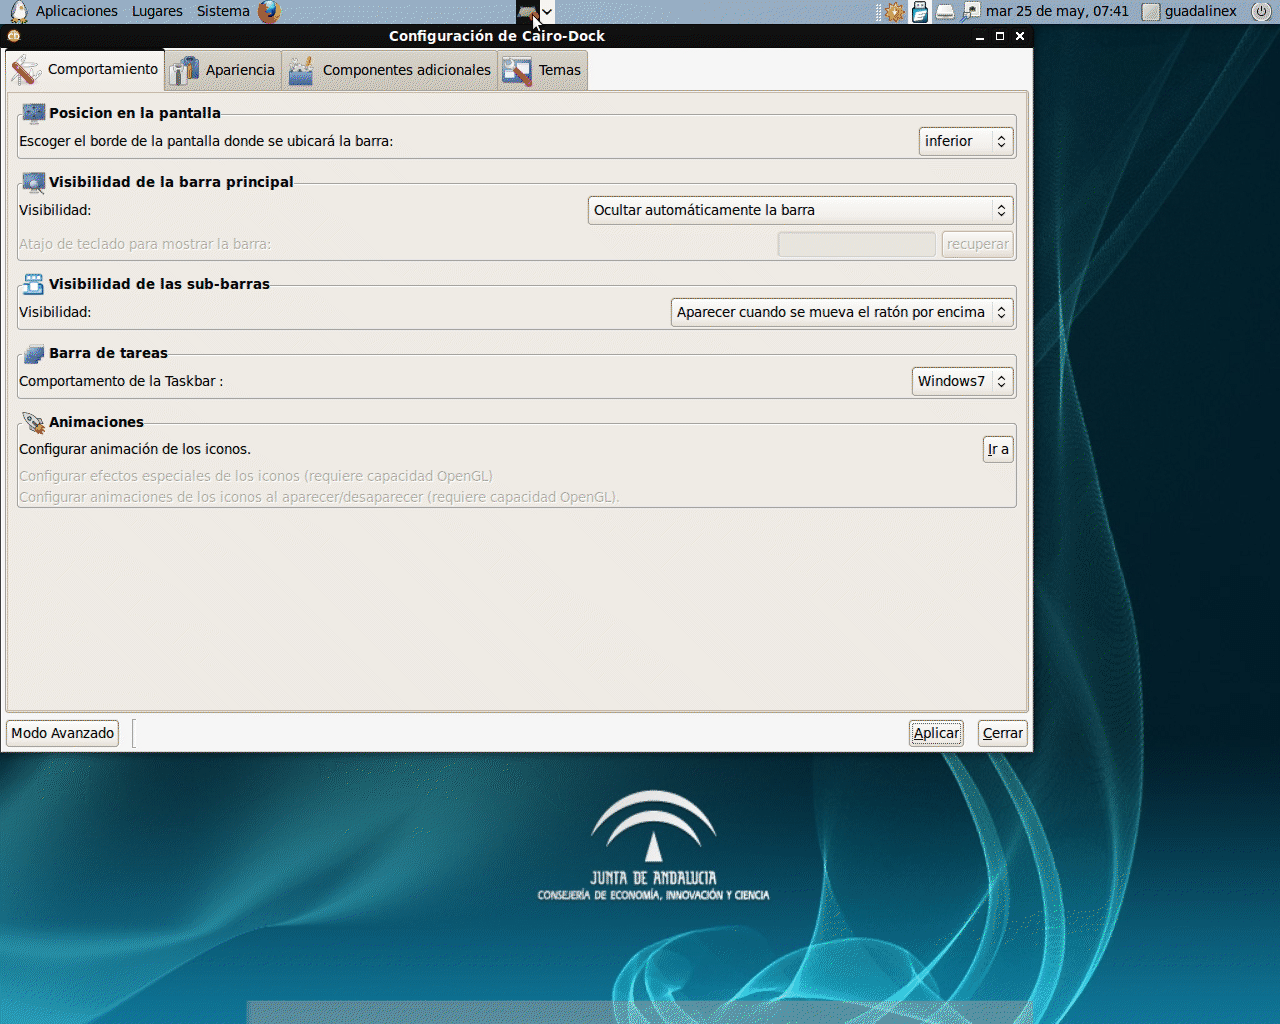 Aplicaciones Lugares Sistema mar 25 de may, 07:41 guadalinex
Configuración de Cairo-Dock
Comportamiento Apariencia Componentes adicionales Temas
Posicion en la pantalla
Escoger el borde de la pantalla donde se ubicará la barra: inferior
Visibilidad de la barra principal
Visibilidad: Ocultar automáticamente la barra
Atajo de teclado para mostrar la barra: recuperar
Visibilidad de las sub-barras
Visibilidad: Aparecer cuando se mueva el ratón por encima
Barra de tareas
Comportamento de la Taskbar : Windows7
Animaciones
Configurar animación de los iconos. Ir a
Configurar efectos especiales de los iconos (requiere capacidad OpenGL)
Configurar animaciones de los iconos al aparecer/desaparecer (requiere capacidad OpenGL).
Modo Avanzado Aplicar Cerrar
JUNTA DE ANDALUCIA
CONSEJERÍA DE ECONOMÍA, INNOVACIÓN Y CIENCIA